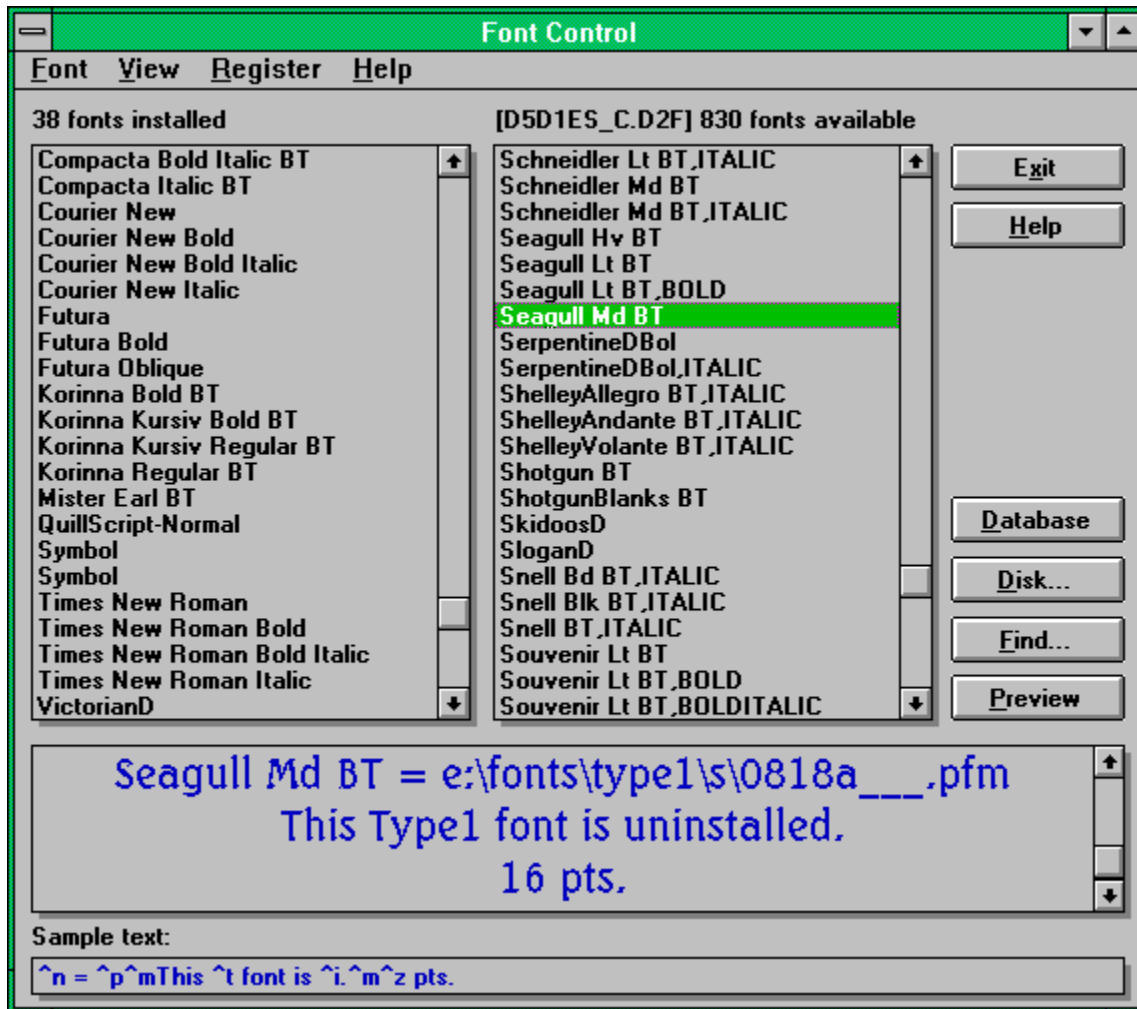 Font Control
Font View Register Help
38 fonts installed
Compacta Bold Italic BT
Compacta Italic BT
Courier New
Courier New Bold
Courier New Bold Italic
Courier New Italic
Futura
Futura Bold
Futura Oblique
Korinna Bold BT
Korinna Kursiv Bold BT
Korinna Kursiv Regular BT
Korinna Regular BT
Mister Earl BT
QuillScript-Normal
Symbol
Symbol
Times New Roman
Times New Roman Bold
Times New Roman Bold Italic
Times New Roman Italic
VictorianD
[D5D1ES_C.D2F] 830 fonts available
Schneidler Lt BT,ITALIC
Schneidler Md BT
Schneidler Md BT,ITALIC
Seagull Hv BT
Seagull Lt BT
Seagull Lt BT,BOLD
Seagull Md BT
SerpentineDBol
SerpentineDBol,ITALIC
ShelleyAllegro BT,ITALIC
ShelleyAndante BT,ITALIC
ShelleyVolante BT,ITALIC
Shotgun BT
ShotgunBlanks BT
SkidoosD
SloganD
Snell Bd BT,ITALIC
Snell Blk BT,ITALIC
Snell BT,ITALIC
Souvenir Lt BT
Souvenir Lt BT,BOLD
Souvenir Lt BT,BOLDITALIC
Exit
Help
Database
Disk...
Find...
Preview
Seagull Md BT = e:\fonts\type1\s\0818a___.pfm
This Type1 font is uninstalled.
16 pts.
Sample text:
^n = ^p^mThis ^t font is ^i.^m^z pts.